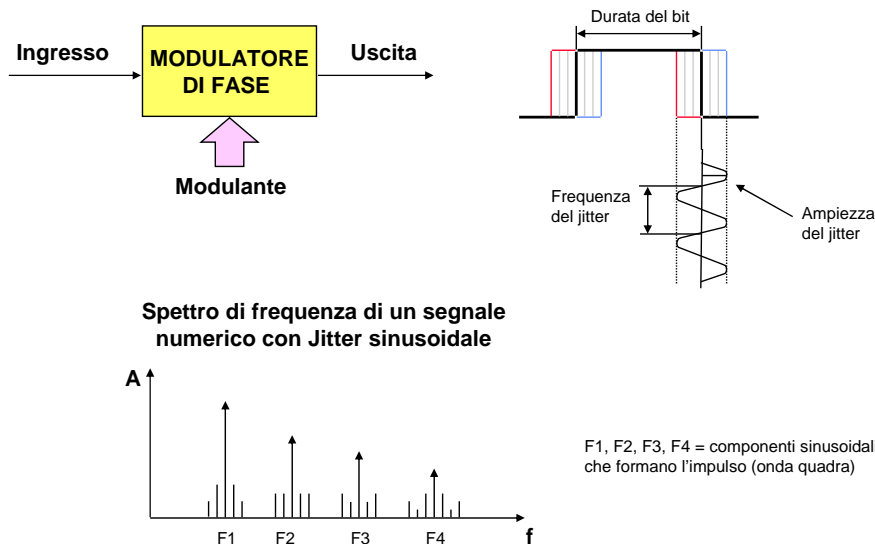 Ingresso
MODULATORE
DI FASE
Uscita
Modulante
Durata del bit
Frequenza
del jitter
Ampiezza
del jitter
Spettro di frequenza di un segnale
numerico con Jitter sinusoidale
A
F1 F2 F3 F4 f
F1, F2, F3, F4 = componenti sinusoidal
che formano l'impulso (onda quadra)